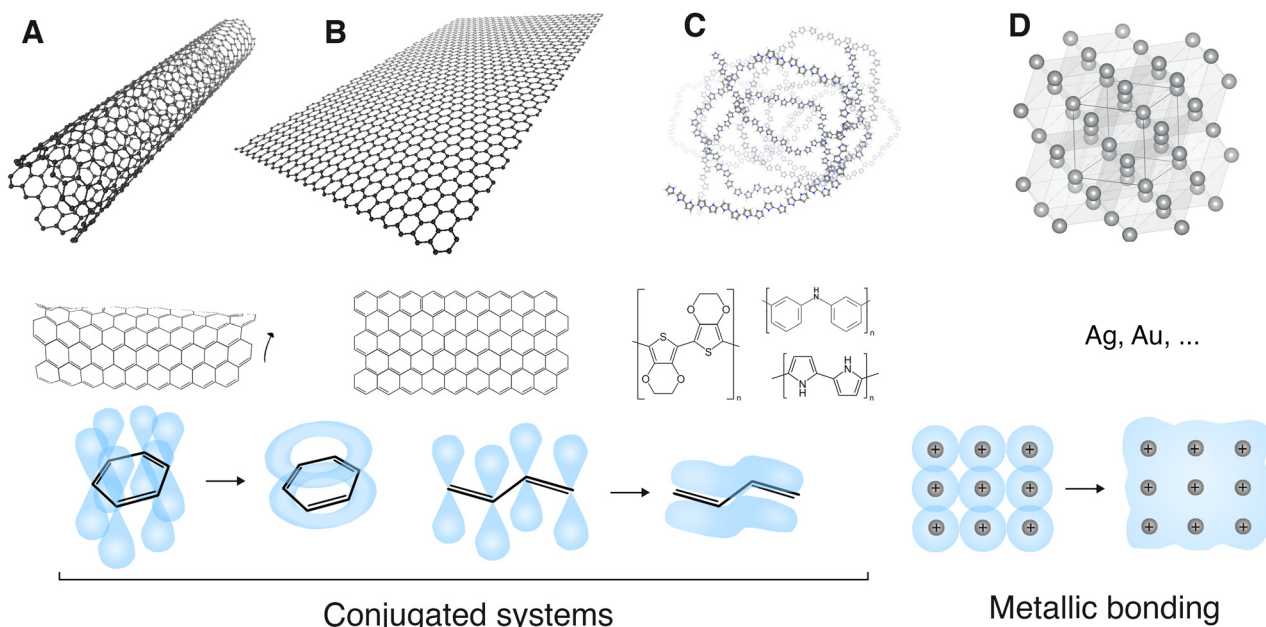 A
B
C
D
O O
S
S
O O
n
H
N
n
H
N
N
H
n
Ag, Au, ...
+ + +
+ + +
+ + +
+ + +
+ + +
+ + +
Conjugated systems
Metallic bonding